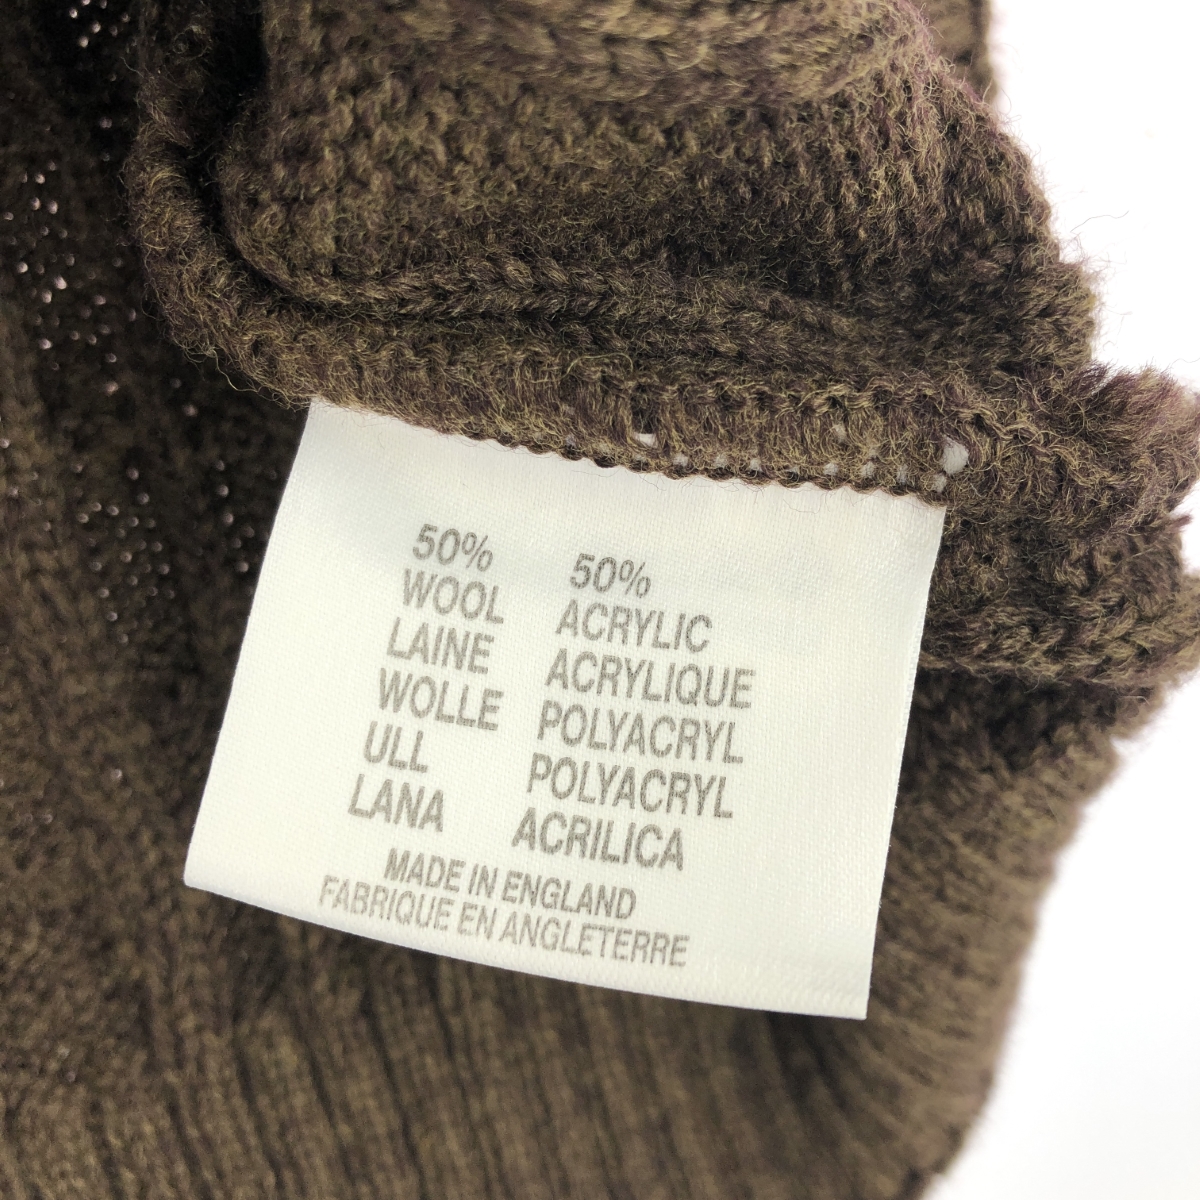 50% 50%
WOOL ACRYLIC
LAINE ACRYLIQUE
WOLLE POLYACRYL
ULL POLYACRYL
LANA ACRILICA
MADE IN ENGLAND
FABRIQUE EN ANGLETERRE